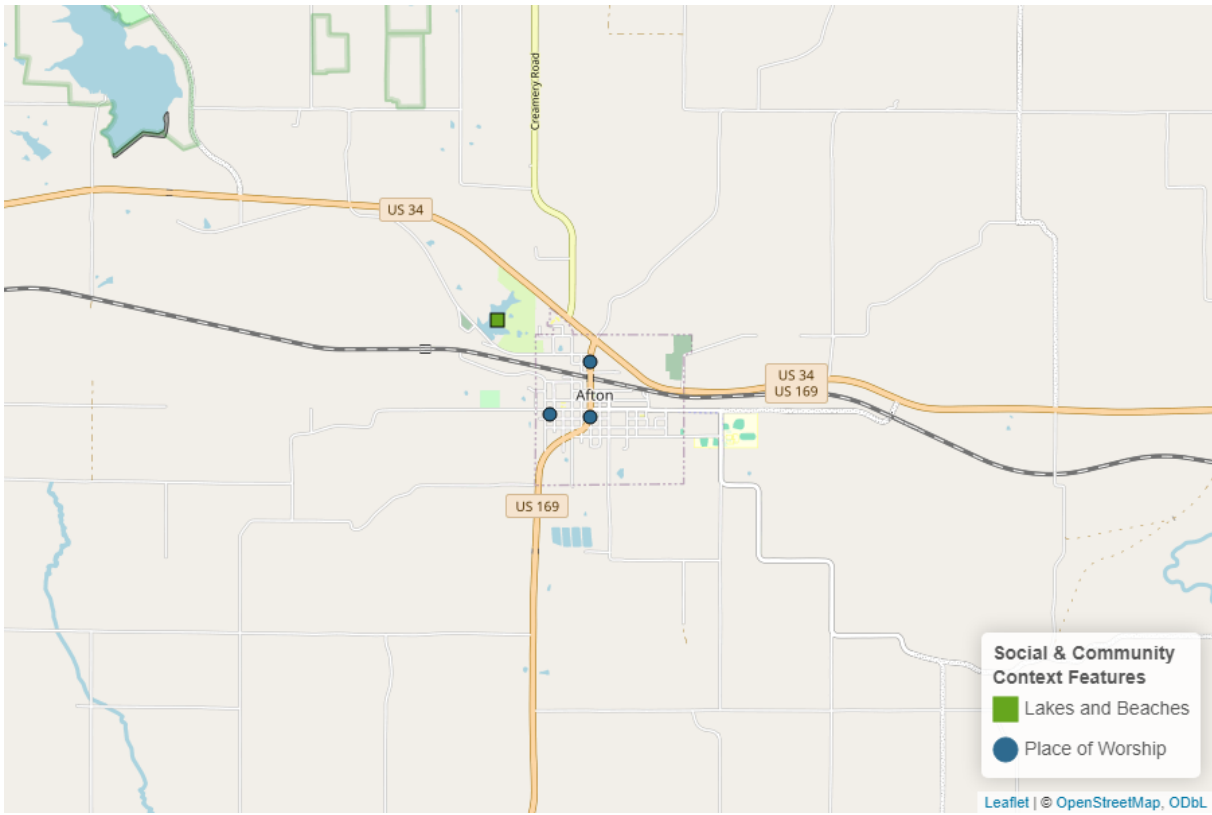 Creamery Road
US 34
US 34
US 169
Afton
US 169
Social & Community
Context Features
Lakes and Beaches
Place of Worship
Leaflet | © OpenStreetMap, ODbL